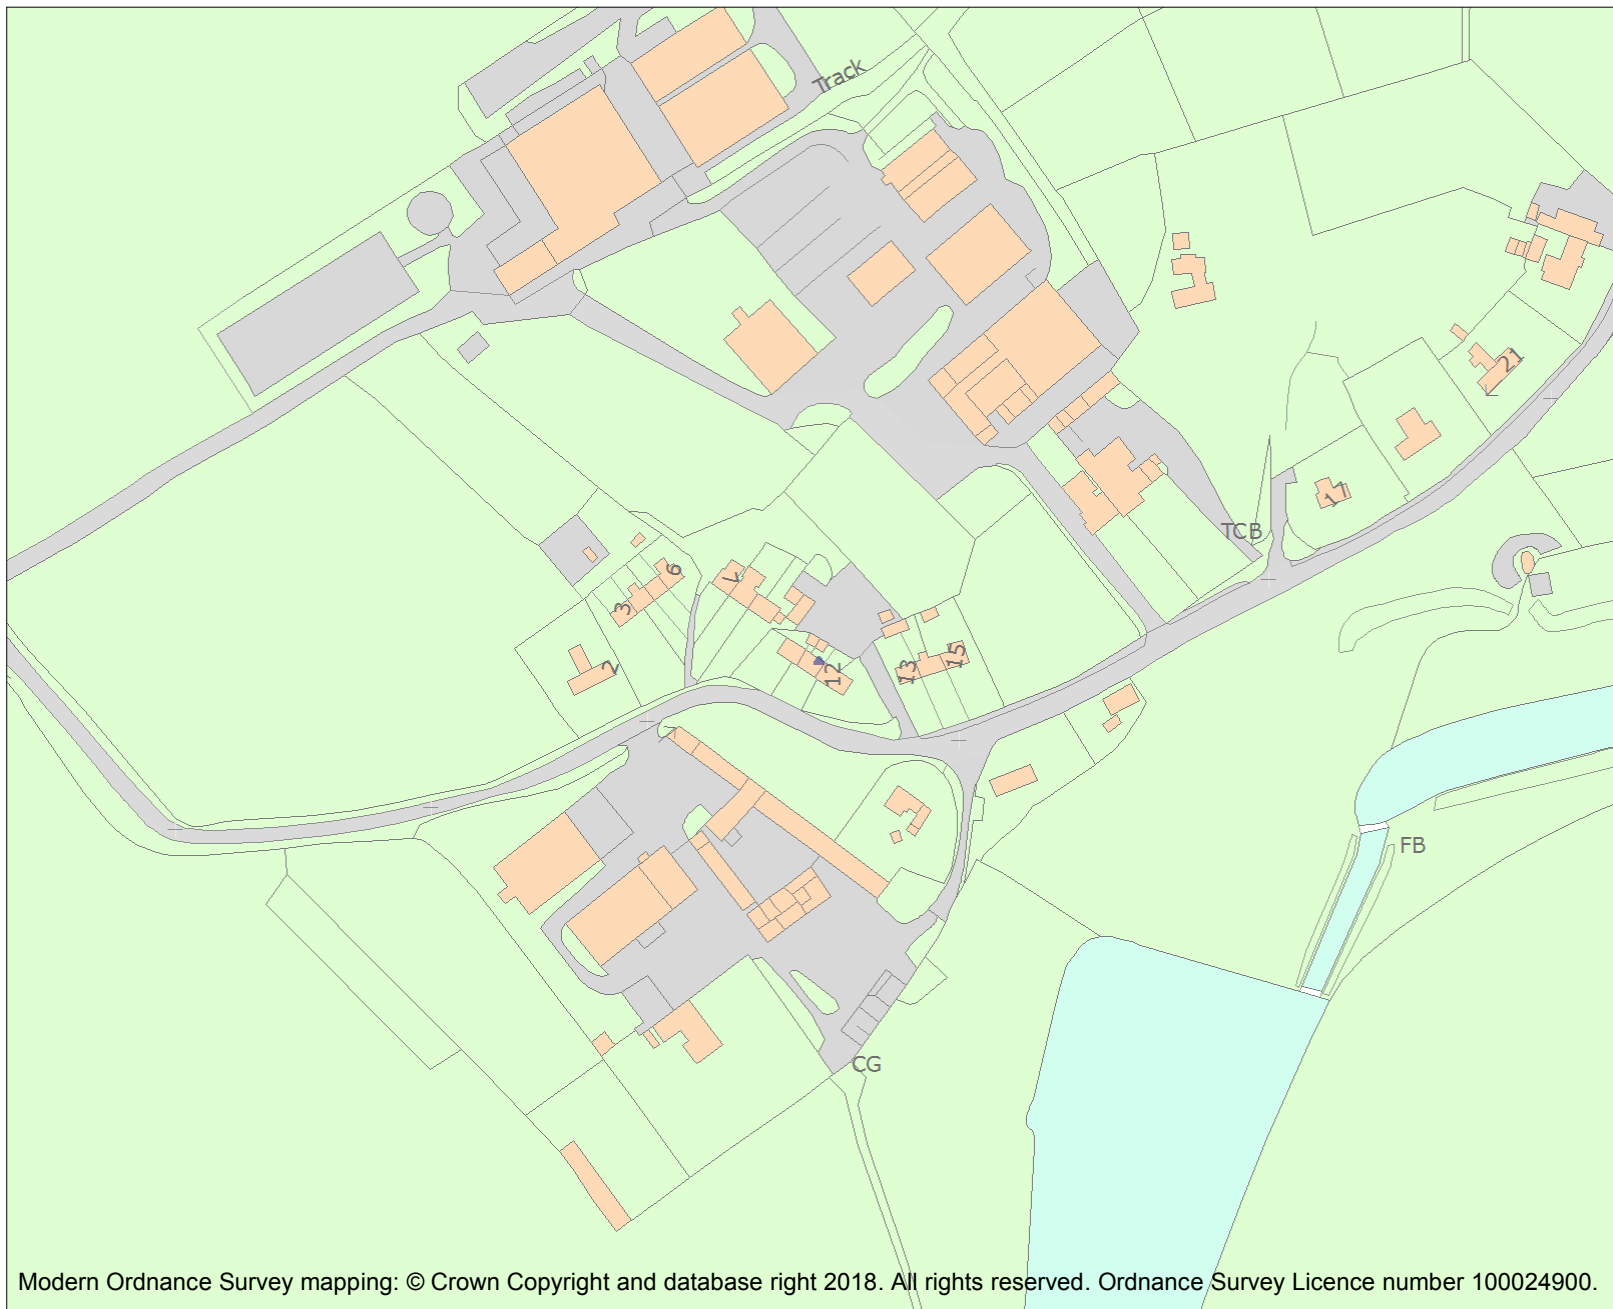 Track
21
17
TCB
6
7
3
2
12
13
15
FB
CG
Modern Ordnance Survey mapping: © Crown Copyright and database right 2018. All rights reserved. Ordnance Survey Licence number 100024900.